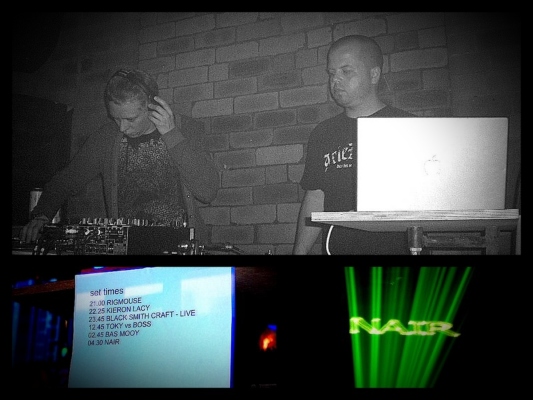 set times
21.00 RIGMOUSE
22.25 KIERON LACY
23.45 BLACK SMITH CRAFT - LIVE
12.45 TOKY vs BOSS
02.45 BAS MOOY
04.30 NAIR
NAIR